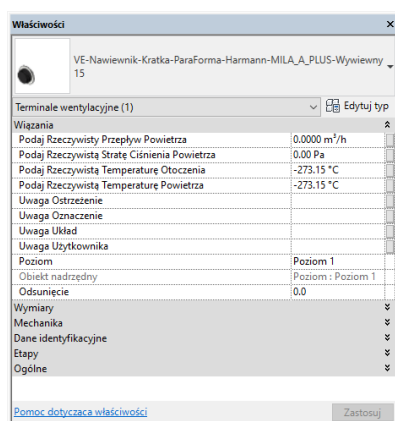 Właściwości
VE-Nawiewnik-Kratka-ParaForma-Harmann-MILA_A_PLUS-Wywiewny
15
Terminale wentylacyjne (1)
Edytuj typ
Wiązania
Podaj Rzeczywisty Przepływ Powietrza 0.0000 m³/h
Podaj Rzeczywistą Stratę Ciśnienia Powietrza 0.00 Pa
Podaj Rzeczywistą Temperaturę Otoczenia -273.15 °C
Podaj Rzeczywistą Temperaturę Powietrza -273.15 °C
Uwaga Ostrzeżenie
Uwaga Oznaczenie
Uwaga Układ
Uwaga Użytkownika
Poziom Poziom 1
Obiekt nadrzędny Poziom : Poziom 1
Odsunięcie 0.0
Wymiary
Mechanika
Dane identyfikacyjne
Etapy
Ogólne
Pomoc dotycząca właściwości
Zastosuj